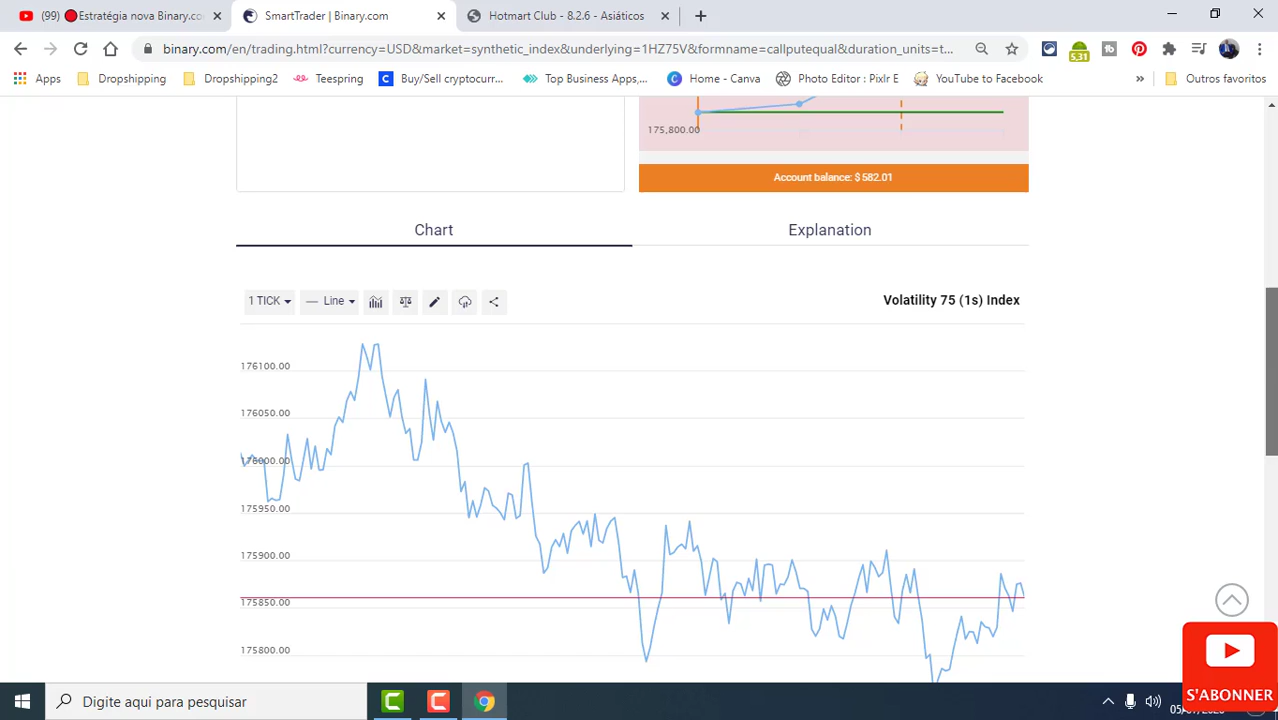 (99) 🔴Estratégia nova Binary.com
SmartTrader | Binary.com
Hotmart Club - 8.2.6 - Asiáticos
binary.com/en/trading.html?currency=USD&market=synthetic_index&underlying=1HZ75V&formname=callputequal&duration_units=t...
5,31
Apps
Dropshipping
Dropshipping2
Teespring
Buy/Sell cryptocur...
Top Business Apps,...
Home - Canva
Photo Editor : Pixlr E
YouTube to Facebook
»
Outros favoritos
175,800.00
Account balance: $ 582.01
Chart
Explanation
1 TICK
Line
Volatility 75 (1s) Index
176100.00
176050.00
176000.00
175950.00
175900.00
175850.00
175800.00
S'ABONNER
Digite aqui para pesquisar